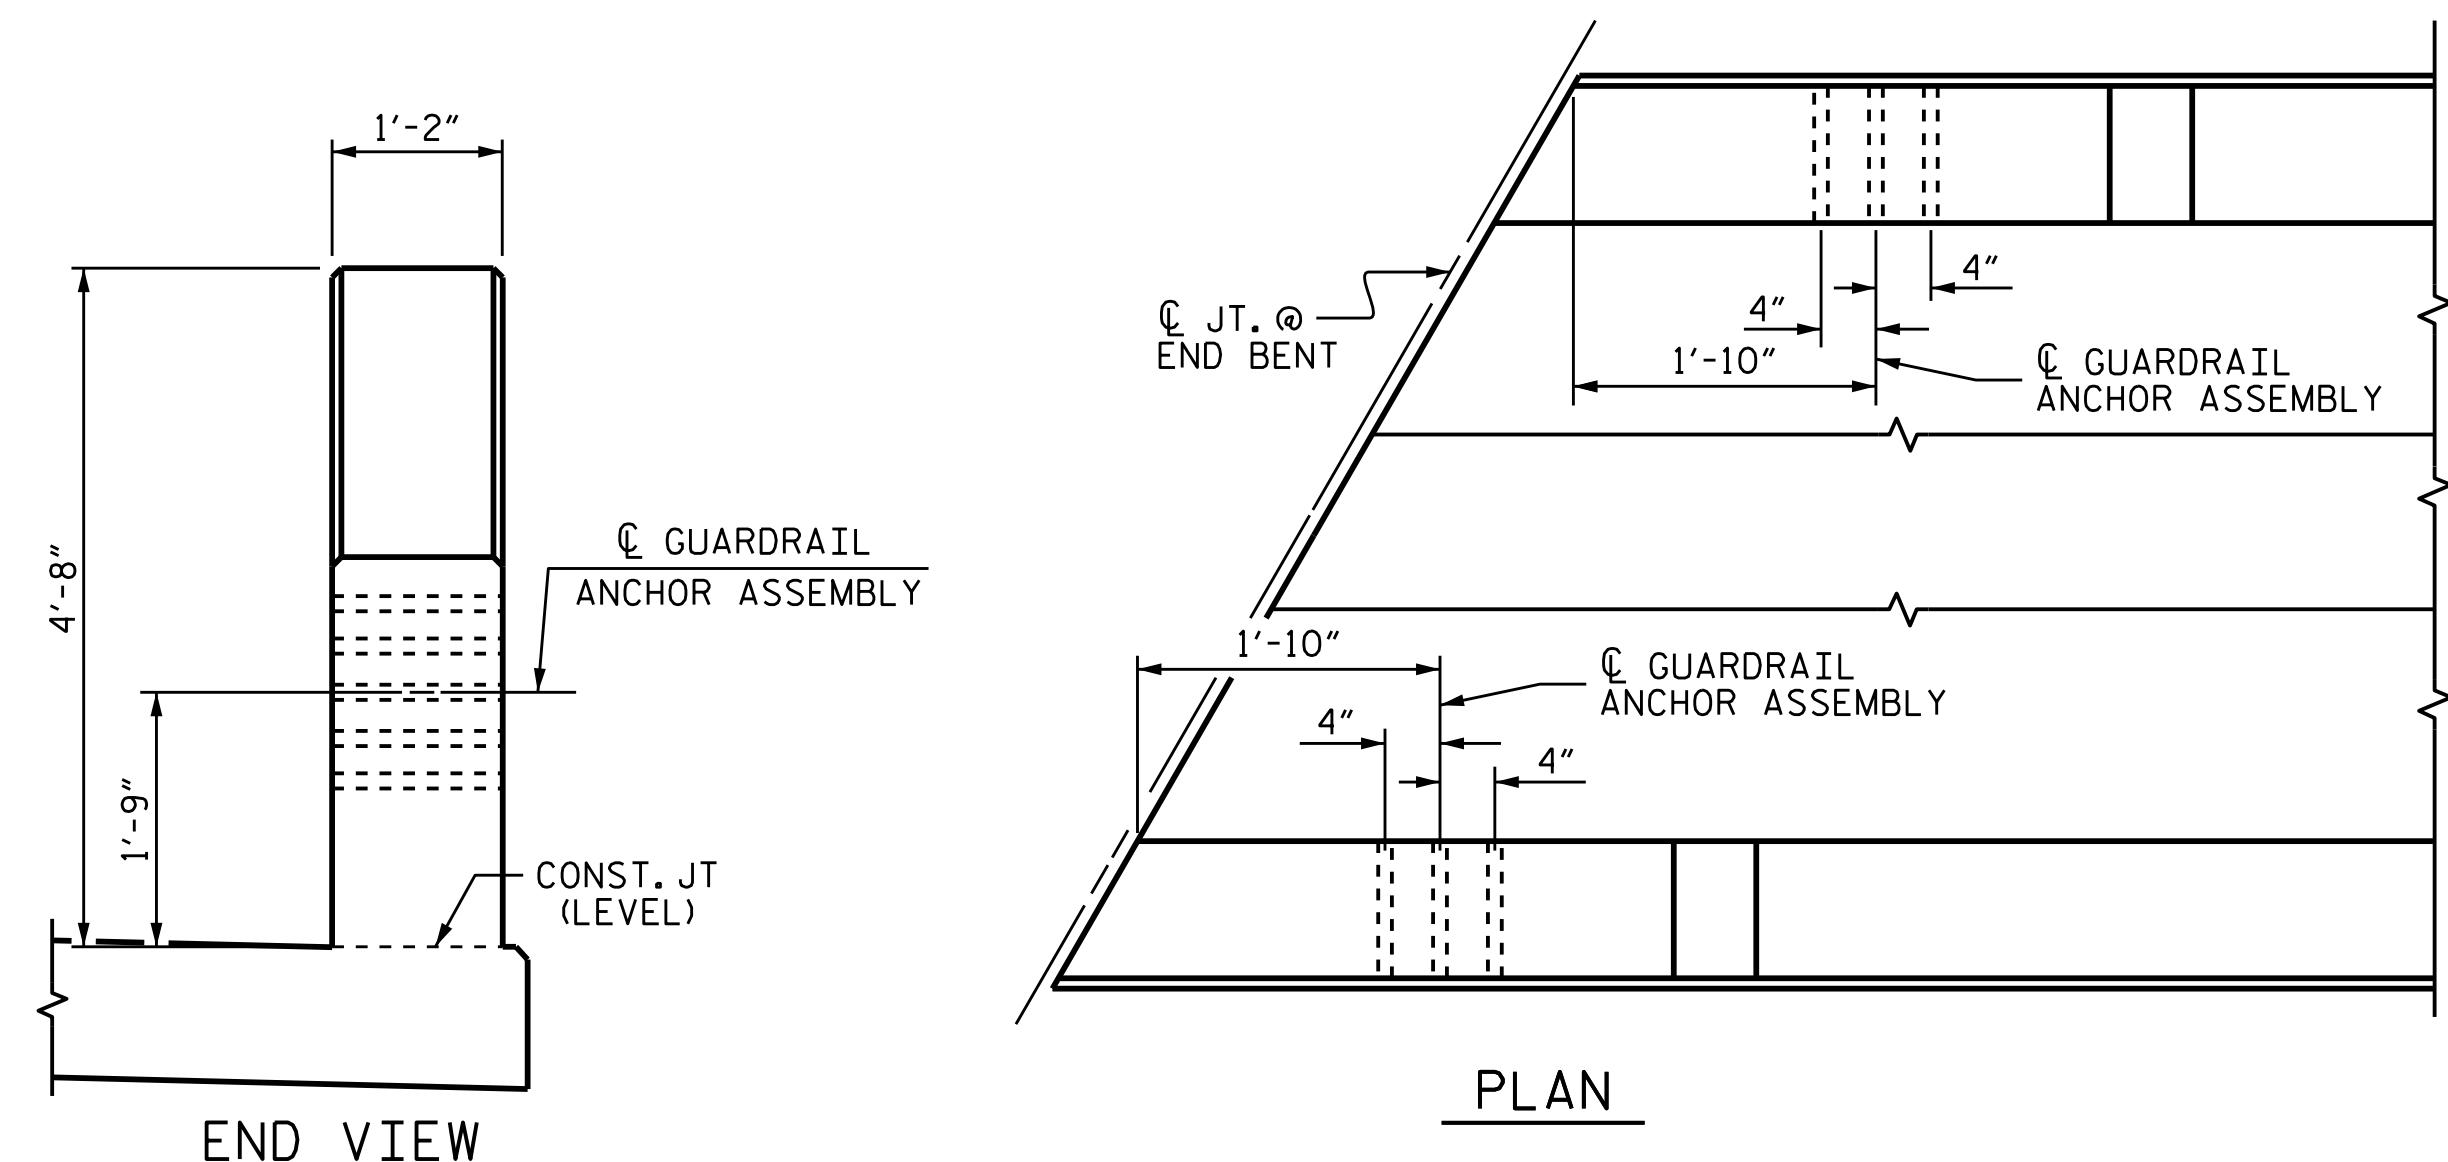 1'-2"
4'-8"
℄ GUARDRAIL
ANCHOR ASSEMBLY
1'-9"
CONST. JT
(LEVEL)
END VIEW
℄ JT. @
END BENT
4"
4"
1'-10"
℄ GUARDRAIL
ANCHOR ASSEMBLY
1'-10"
℄ GUARDRAIL
ANCHOR ASSEMBLY
4"
4"
PLAN